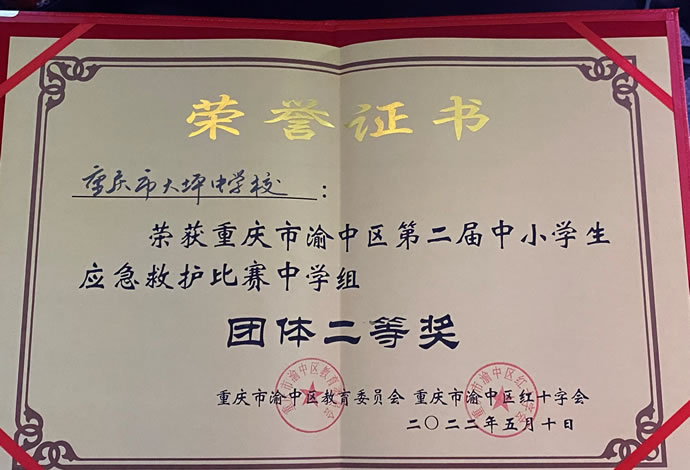 荣誉证书
重庆市大坪中学校：
荣获重庆市渝中区第二届中小学生
应急救护比赛中学组
团体二等奖
重庆市渝中区教育委员会 重庆市渝中区红十字会
二〇二二年五月十日